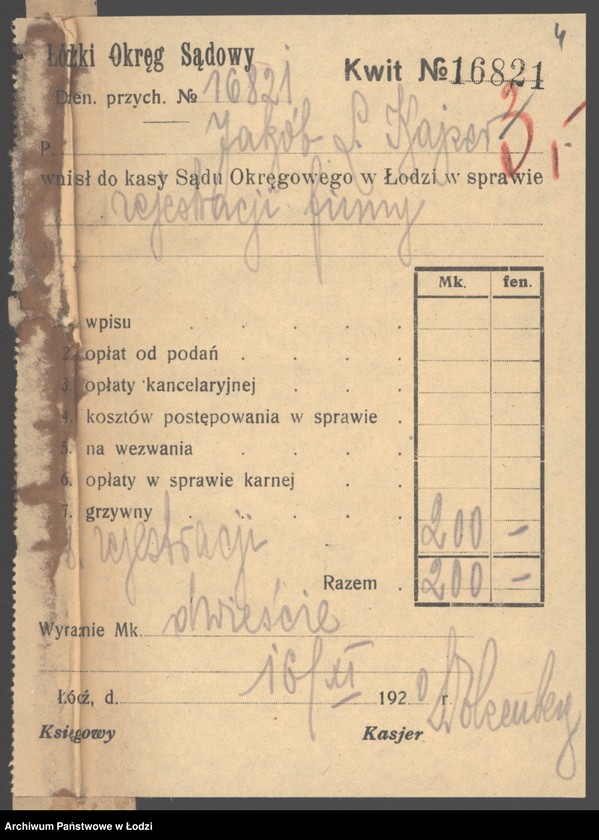 4
Łódzki Okręg Sądowy
Kwit №16821
Dzien. przych. № 16821
3,-
P. Jakób L. Kajzer
wniósł do kasy Sądu Okręgowego w Łodzi w sprawie
rejestracji firmy
Mk. fen.
wpisu
2. opłat od podań
3. opłaty kancelaryjnej
4. kosztów postępowania w sprawie
5. na wezwania
6. opłaty w sprawie karnej
7. grzywny
rejestracji 200 -
Razem 200 -
Wyraźnie Mk. dwieście
Łódź, d. 16/XI 1920 r.
Księgowy Kasjer
Archiwum Państwowe w Łodzi